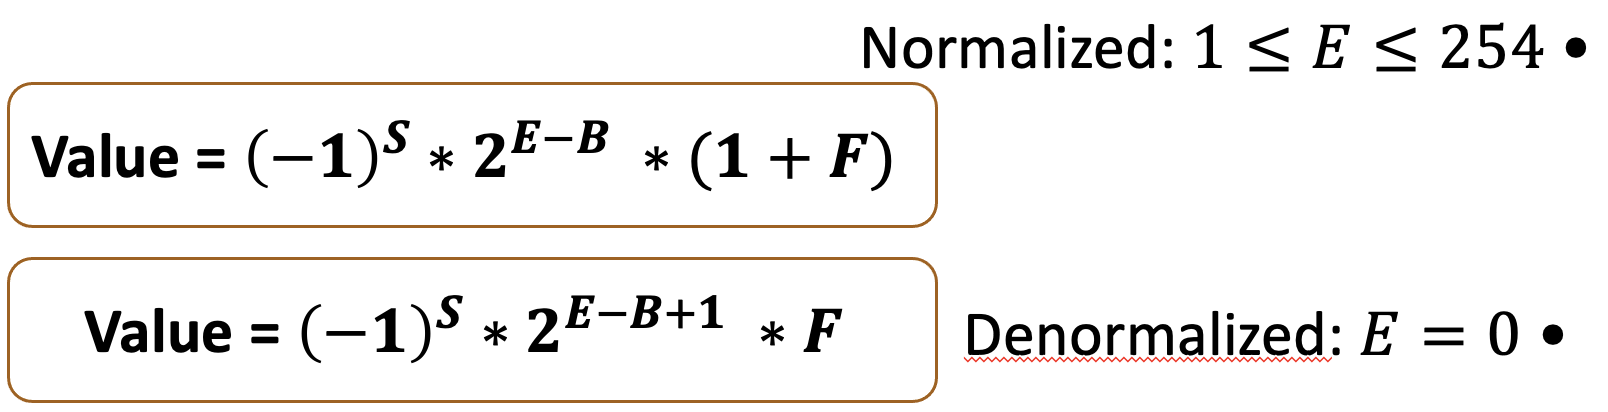 Normalized: 1 ≤ E ≤ 254 •
Value = (−1)^S * 2^{E−B} * (1 + F)
Value = (−1)^S * 2^{E−B+1} * F
Denormalized: E = 0 •